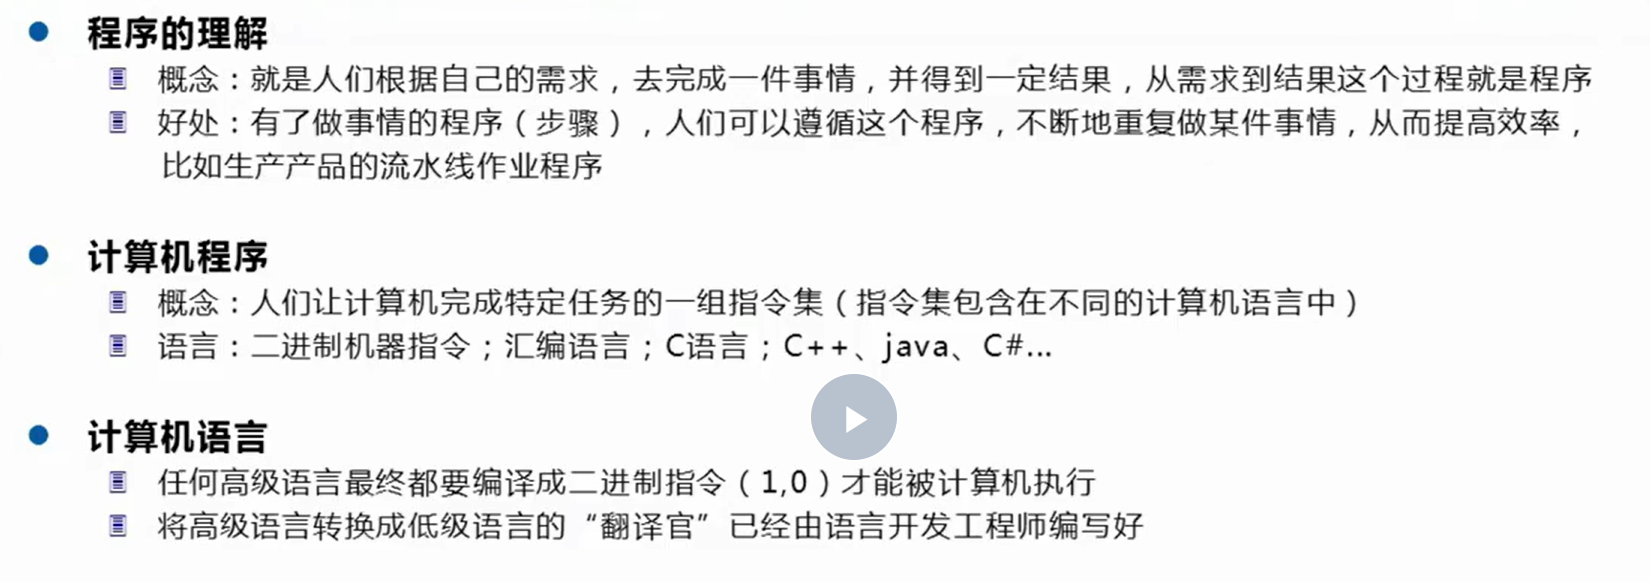 程序的理解
概念：就是人们根据自己的需求，去完成一件事情，并得到一定结果，从需求到结果这个过程就是程序
好处：有了做事情的程序（步骤），人们可以遵循这个程序，不断地重复做某件事情，从而提高效率，
比如生产产品的流水线作业程序
计算机程序
概念：人们让计算机完成特定任务的一组指令集（指令集包含在不同的计算机语言中）
语言：二进制机器指令；汇编语言；C语言；C++、java、C#...
计算机语言
任何高级语言最终都要编译成二进制指令（1,0）才能被计算机执行
将高级语言转换成低级语言的“翻译官”已经由语言开发工程师编写好